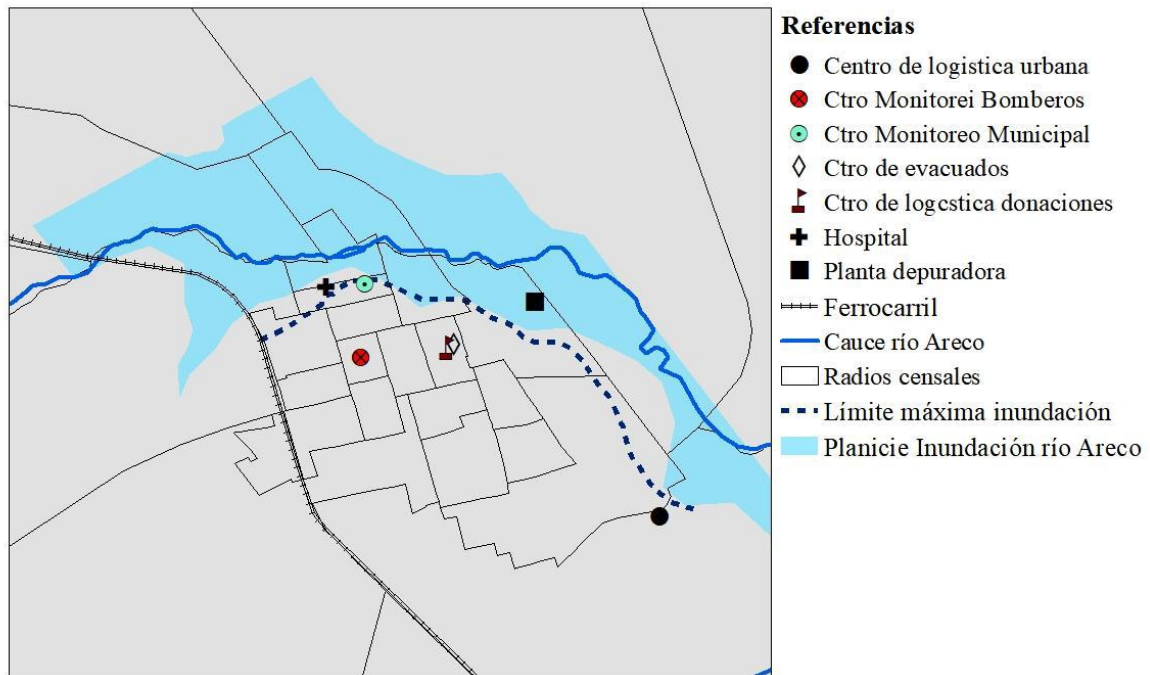 Referencias
Centro de logistica urbana
Ctro Monitorei Bomberos
Ctro Monitoreo Municipal
Ctro de evacuados
Ctro de logcstica donaciones
Hospital
Planta depuradora
Ferrocarril
Cauce río Areco
Radios censales
Límite máxima inundación
Planicie Inundación río Areco